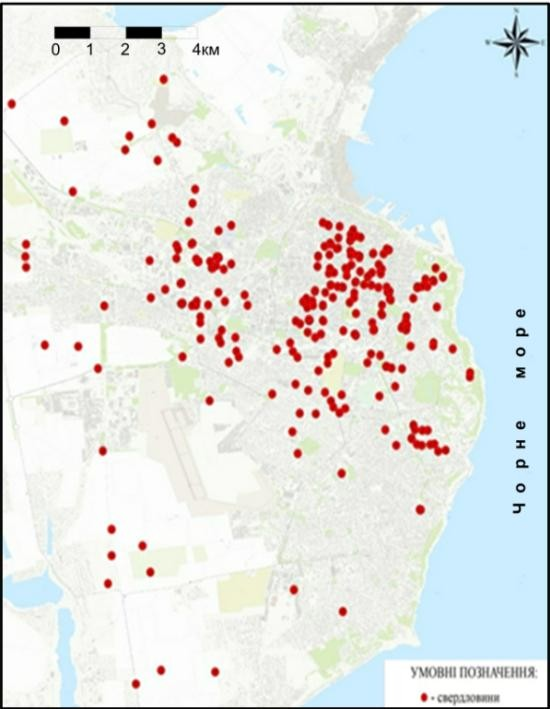 0 1 2 3 4км
Чорне море
УМОВНІ ПОЗНАЧЕННЯ:
- свердловини